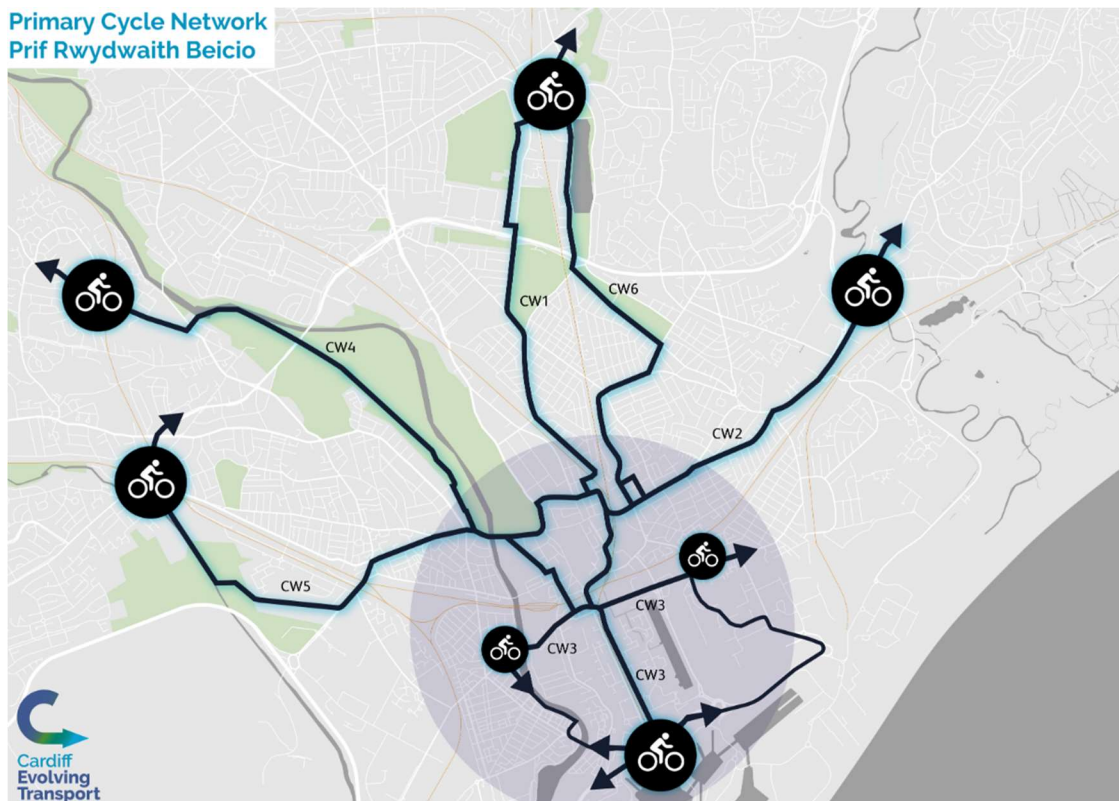 Primary Cycle Network
Prif Rwydwaith Beicio
CW1
CW6
CW4
CW2
CW5
CW3
CW3
CW3
Cardiff
Evolving
Transport